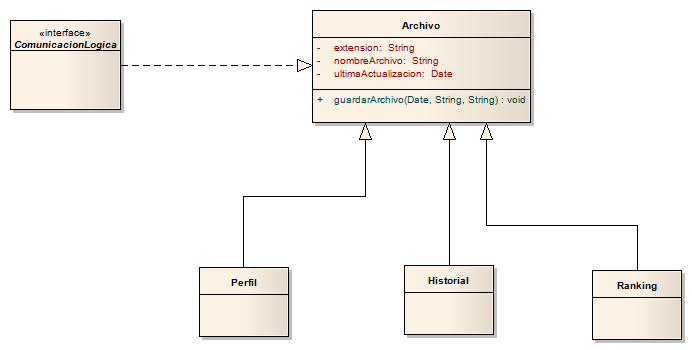 «interface»
ComunicacionLogica
Archivo
- extension: String
- nombreArchivo: String
- ultimaActualizacion: Date
+ guardarArchivo(Date, String, String) : void
Perfil
Historial
Ranking